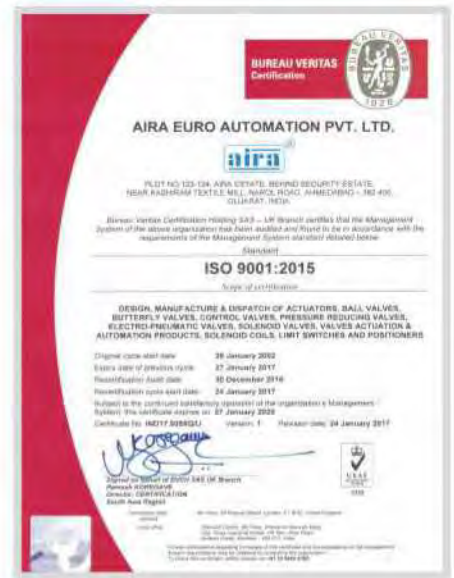 BUREAU VERITAS
Certification
BUREAU VERITAS
1828
AIRA EURO AUTOMATION PVT. LTD.
aira
PLOT NO 123-124, AIRA ESTATE, BEHIND SECURITY ESTATE,
NEAR KASHIRAM TEXTILE MILL, NAROL ROAD, AHMEDABAD - 382 405,
GUJARAT, INDIA
Bureau Veritas Certification Holding SAS – UK Branch certifies that the Management
System of the above organisation has been audited and found to be in accordance with the
requirements of the Management System standard detailed below
Standard
ISO 9001:2015
Scope of certification
DESIGN, MANUFACTURE & DISPATCH OF ACTUATORS, BALL VALVES,
BUTTERFLY VALVES, CONTROL VALVES, PRESSURE REDUCING VALVES,
ELECTRO-PNEUMATIC VALVES, SOLENOID VALVES, VALVES ACTUATION &
AUTOMATION PRODUCTS, SOLENOID COILS, LIMIT SWITCHES AND POSITIONERS
Original cycle start date: 28 January 2002
Expiry date of previous cycle: 27 January 2017
Recertification Audit date: 30 December 2016
Recertification cycle start date: 24 January 2017
Subject to the continued satisfactory operation of the organization's Management
System, this certificate expires on: 27 January 2020
Certificate No. Version: 1 Revision date: 24 January 2017
Signed on behalf of BVCH SAS UK Branch
Ramesh KOREGAVE
Director: CERTIFICATION
South Asia Region
UKAS